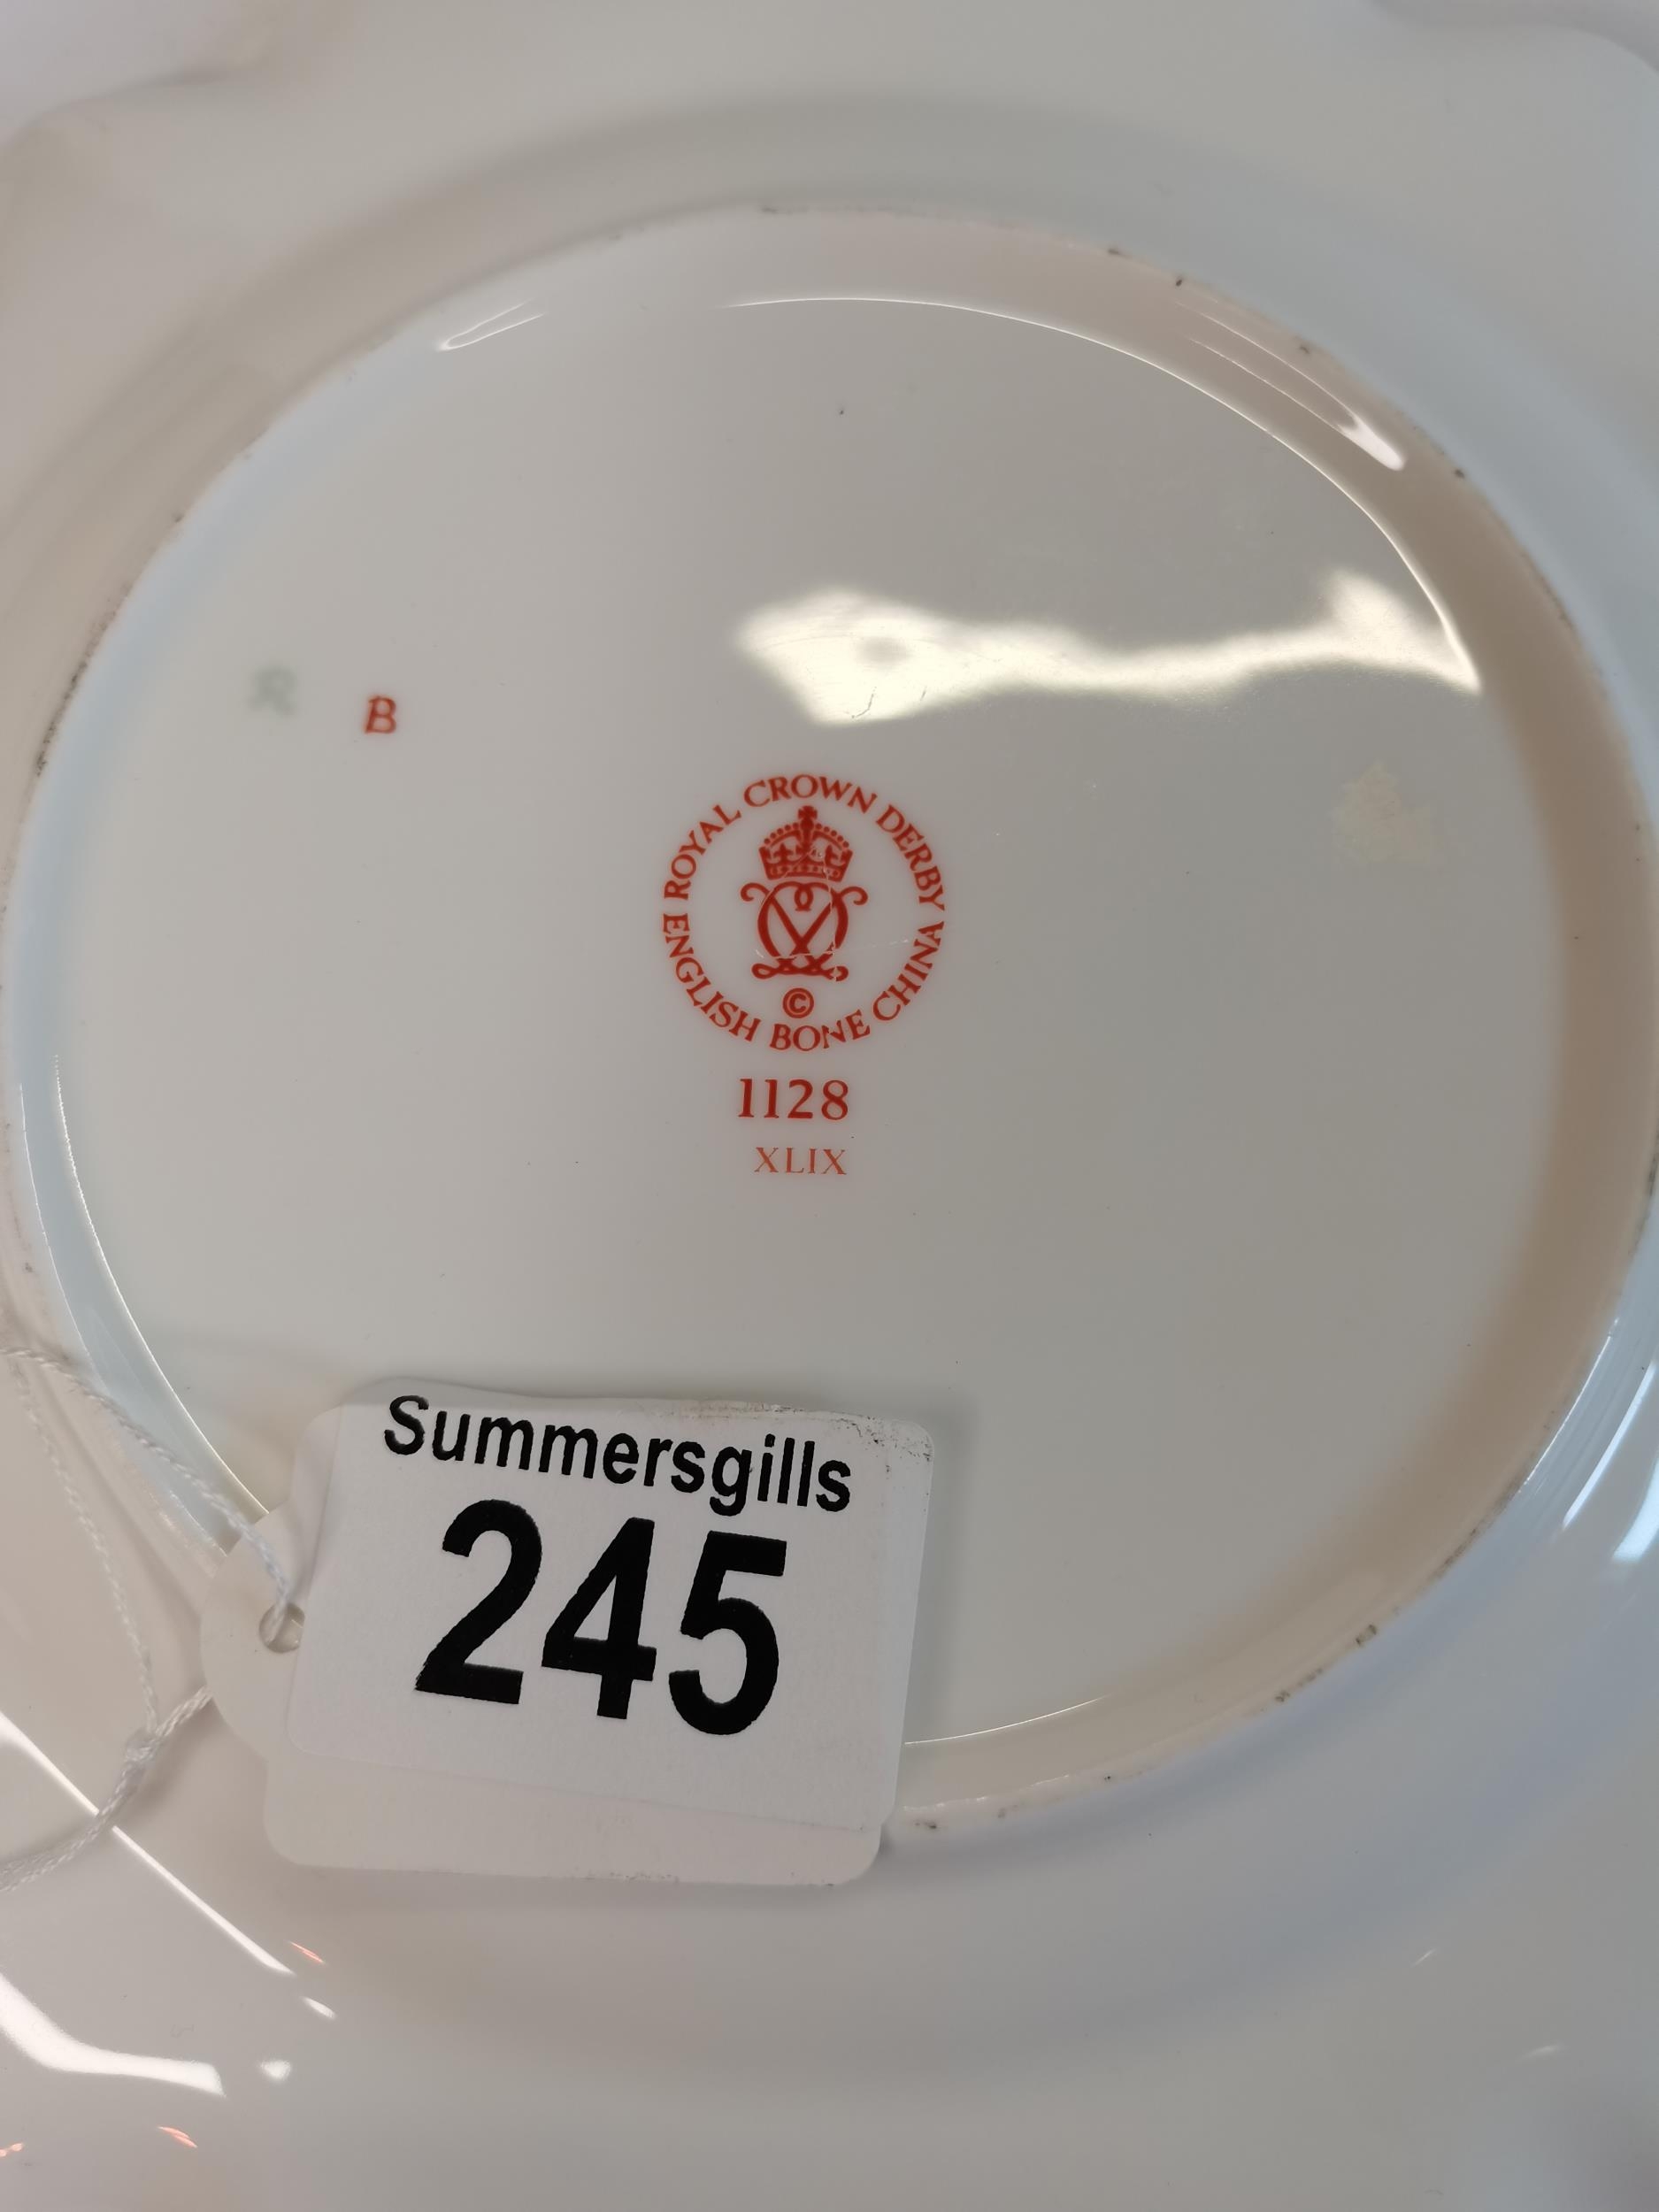 B
ROYAL CROWN DERBY
ENGLISH BONE CHINA
©
1128
XLIX
Summersgills
245